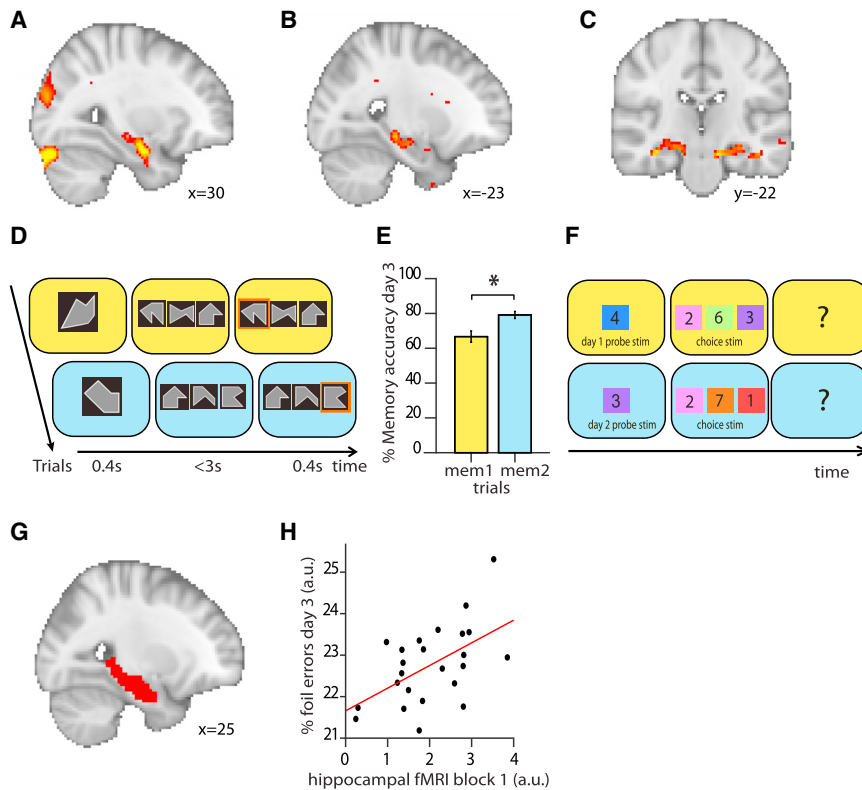 A
x=30
B
x=-23
C
y=-22
D
Trials 0.4s <3s 0.4s time
E
% Memory accuracy day 3
100
80
60
40
20
0
*
mem1 mem2
trials
F
4
day 1 probe stim
2 6 3
choice stim
?
3
day 2 probe stim
2 7 1
choice stim
?
time
G
x=25
H
% foil errors day 3 (a.u.)
25
24
23
22
21
0 1 2 3 4
hippocampal fMRI block 1 (a.u.)